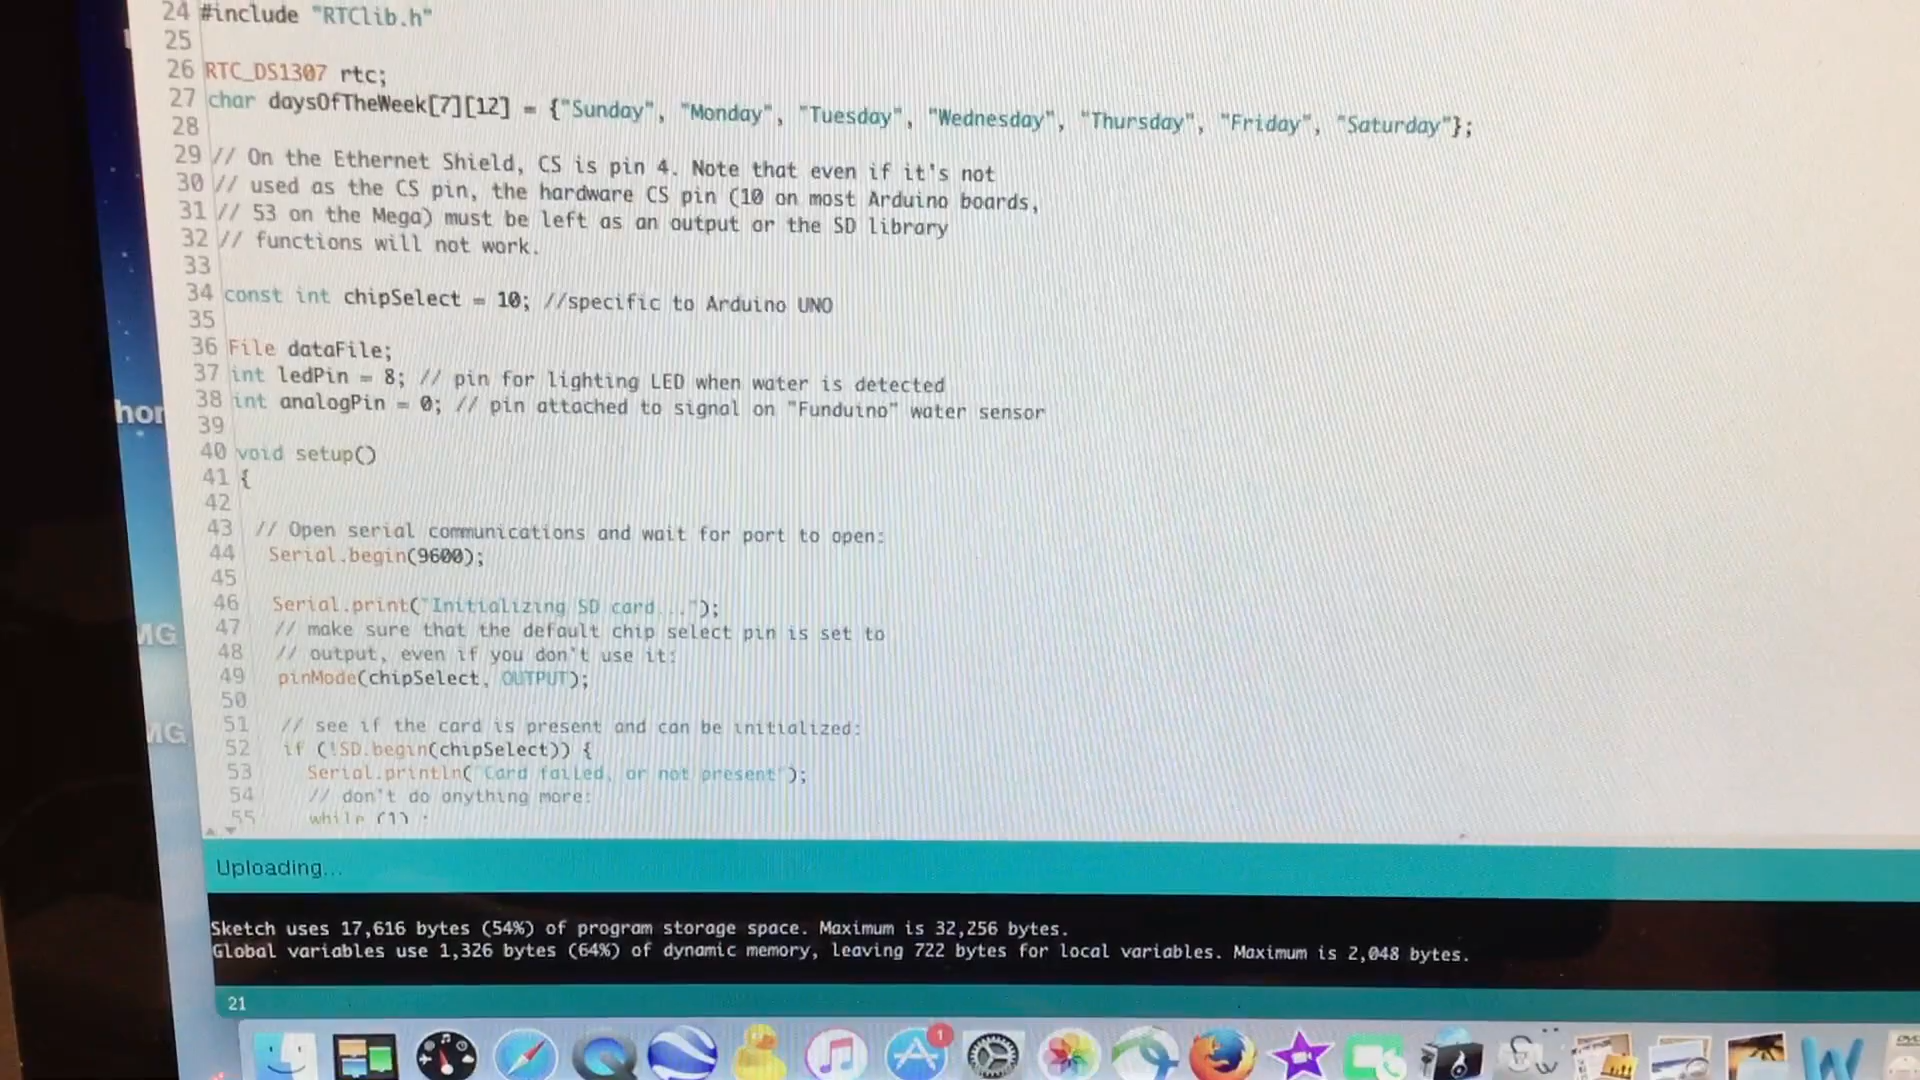 24 #include "RTClib.h"
25
26 RTC_DS1307 rtc;
27 char daysOfTheWeek[7][12] = {"Sunday", "Monday", "Tuesday", "Wednesday", "Thursday", "Friday", "Saturday"};
28
29 // On the Ethernet Shield, CS is pin 4. Note that even if it's not
30 // used as the CS pin, the hardware CS pin (10 on most Arduino boards,
31 // 53 on the Mega) must be left as an output or the SD library
32 // functions will not work.
33
34 const int chipSelect = 10; //specific to Arduino UNO
35
36 File dataFile;
37 int ledPin = 8; // pin for lighting LED when water is detected
38 int analogPin = 0; // pin attached to signal on "Funduino" water sensor
39
40 void setup()
41 {
42
43 // Open serial communications and wait for port to open:
44 Serial.begin(9600);
45
46 Serial.print("Initializing SD card...");
47 // make sure that the default chip select pin is set to
48 // output, even if you don't use it:
49 pinMode(chipSelect, OUTPUT);
50
51 // see if the card is present and can be initialized:
52 if (!SD.begin(chipSelect)) {
53 Serial.println("Card failed, or not present");
54 // don't do anything more:
55 while (1) ;
hor
MG
MG
Uploading...
Sketch uses 17,616 bytes (54%) of program storage space. Maximum is 32,256 bytes.
Global variables use 1,326 bytes (64%) of dynamic memory, leaving 722 bytes for local variables. Maximum is 2,048 bytes.
21
1